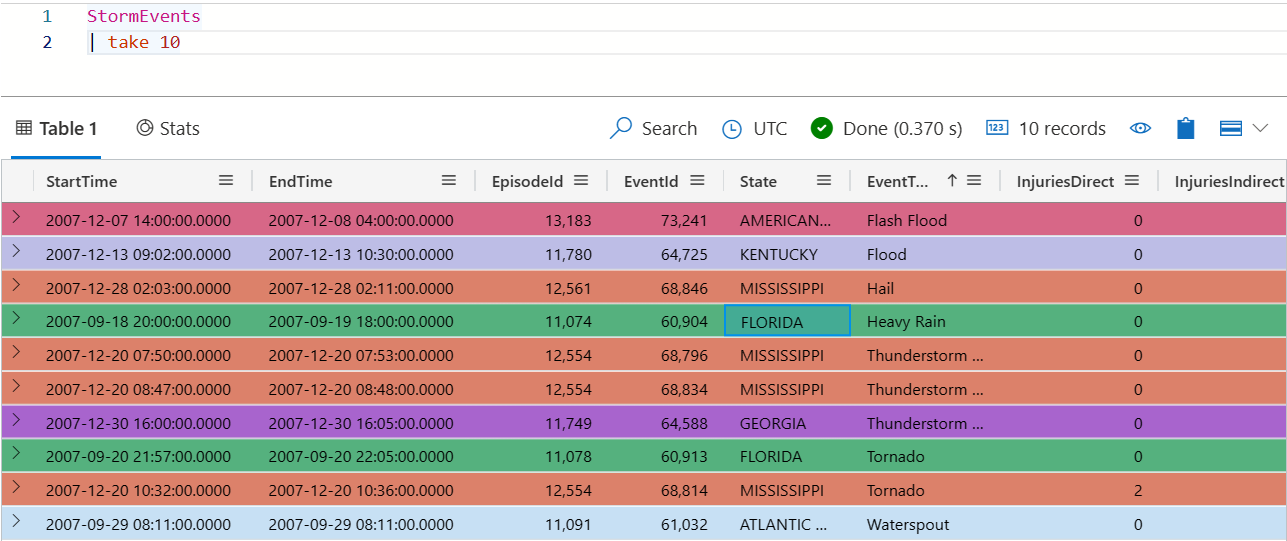 1 StormEvents
2 | take 10
Table 1 Stats Search UTC Done (0.370 s) 123 10 records
StartTime EndTime EpisodeId EventId State EventT... InjuriesDirect InjuriesIndirect
2007-12-07 14:00:00.0000 2007-12-08 04:00:00.0000 13,183 73,241 AMERICAN... Flash Flood 0
2007-12-13 09:02:00.0000 2007-12-13 10:30:00.0000 11,780 64,725 KENTUCKY Flood 0
2007-12-28 02:03:00.0000 2007-12-28 02:11:00.0000 12,561 68,846 MISSISSIPPI Hail 0
2007-09-18 20:00:00.0000 2007-09-19 18:00:00.0000 11,074 60,904 FLORIDA Heavy Rain 0
2007-12-20 07:50:00.0000 2007-12-20 07:53:00.0000 12,554 68,796 MISSISSIPPI Thunderstorm ... 0
2007-12-20 08:47:00.0000 2007-12-20 08:48:00.0000 12,554 68,834 MISSISSIPPI Thunderstorm ... 0
2007-12-30 16:00:00.0000 2007-12-30 16:05:00.0000 11,749 64,588 GEORGIA Thunderstorm ... 0
2007-09-20 21:57:00.0000 2007-09-20 22:05:00.0000 11,078 60,913 FLORIDA Tornado 0
2007-12-20 10:32:00.0000 2007-12-20 10:36:00.0000 12,554 68,814 MISSISSIPPI Tornado 2
2007-09-29 08:11:00.0000 2007-09-29 08:11:00.0000 11,091 61,032 ATLANTIC ... Waterspout 0